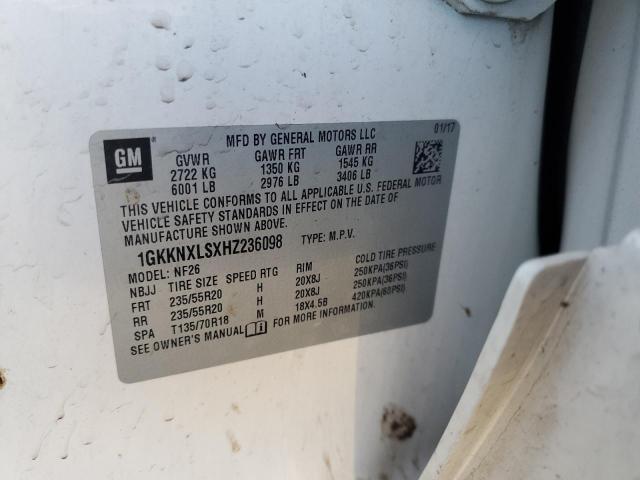 GM
MFD BY GENERAL MOTORS LLC
01/17
GVWR GAWR FRT GAWR RR
2722 KG 1350 KG 1545 KG
6001 LB 2976 LB 3406 LB
THIS VEHICLE CONFORMS TO ALL APPLICABLE U.S. FEDERAL MOTOR
VEHICLE SAFETY STANDARDS IN EFFECT ON THE DATE OF
MANUFACTURE SHOWN ABOVE.
1GKKNXLSXHZ236098 TYPE: M.P.V.
MODEL: NF26
NBJJ TIRE SIZE SPEED RTG RIM COLD TIRE PRESSURE
FRT 235/55R20 H 20X8J 250KPA(36PSI)
RR 235/55R20 H 20X8J 250KPA(36PSI)
SPA T135/70R18 M 18X4.5B 420KPA(60PSI)
SEE OWNER'S MANUAL FOR MORE INFORMATION.